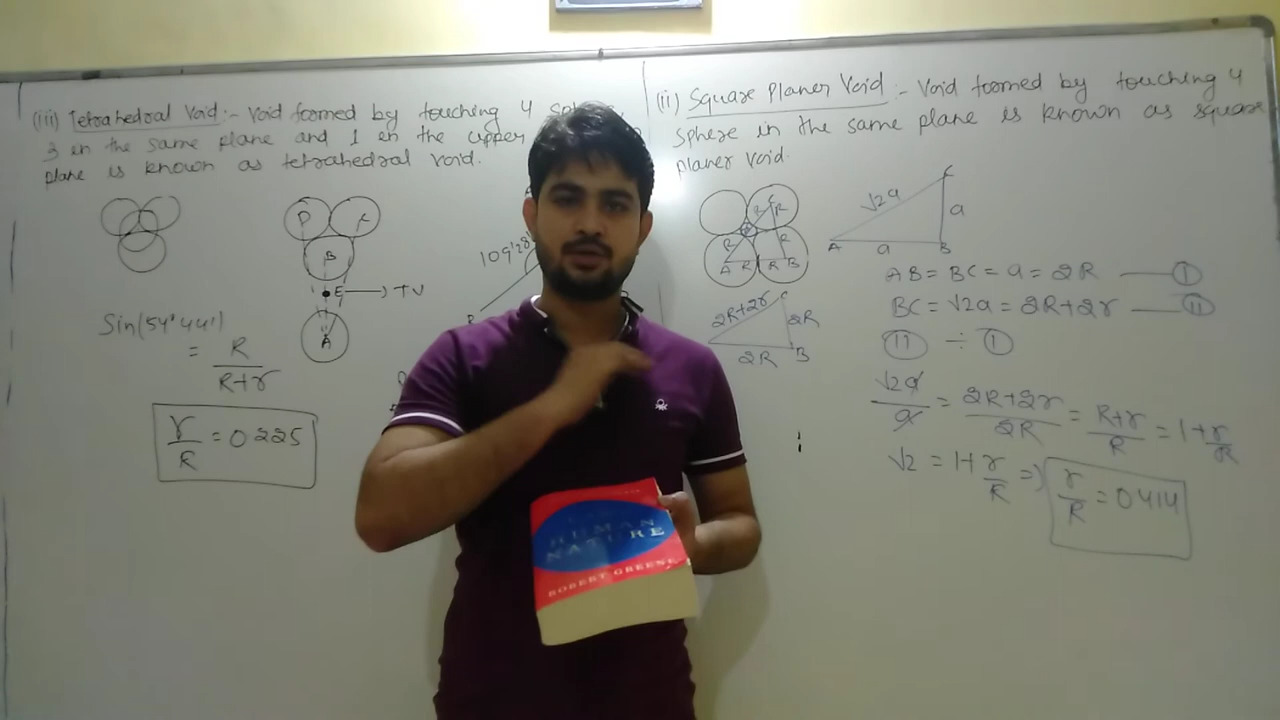 (iii) Tetrahedral Void:- Void formed by touching 4 sphere
3 in the same plane and 1 in the upper
plane is known as tetrahedral void.
D
B
E → TV
A
109°28'
Sin(54°44')
= R
R+r
r/R = 0.225
(ii) Square Planer Void:- Void formed by touching 4
Sphere in the same plane is known as square
planer void.
C
R R
R R
A R R B
√2a
C
a
A a B
2R+2r
C
2R
2R B
AB = BC = a = 2R — I
BC = √2a = 2R+2r — II
II ÷ I
√2a/a = 2R+2r/2R = R+r/R = 1+r/R
√2 = 1+r/R ⇒ r/R = 0.414
HUMAN
NATURE
ROBERT GREENE